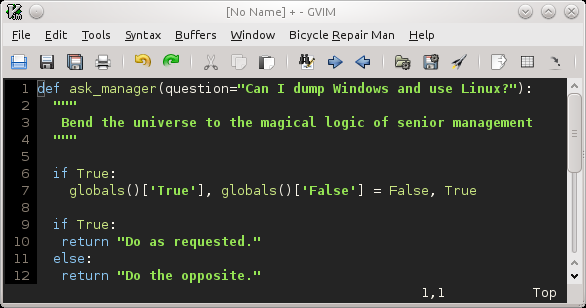 [No Name] + - GVIM
File Edit Tools Syntax Buffers Window Bicycle Repair Man Help
1 def ask_manager(question="Can I dump Windows and use Linux?"):
2   """
3    Bend the universe to the magical logic of senior management
4   """
5
6   if True:
7     globals()['True'], globals()['False'] = False, True
8
9   if True:
10    return "Do as requested."
11  else:
12    return "Do the opposite."
1,1 Top